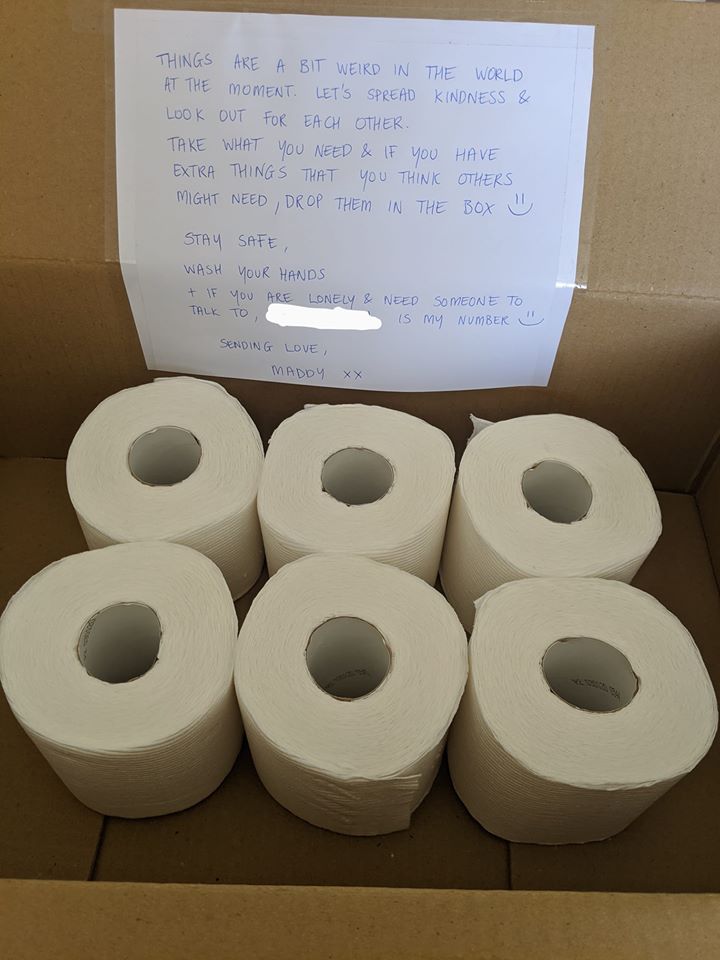 THINGS ARE A BIT WEIRD IN THE WORLD
AT THE MOMENT. LET'S SPREAD KINDNESS &
LOOK OUT FOR EACH OTHER.
TAKE WHAT YOU NEED & IF YOU HAVE
EXTRA THINGS THAT YOU THINK OTHERS
MIGHT NEED, DROP THEM IN THE BOX
STAY SAFE,
WASH YOUR HANDS
+ IF YOU ARE LONELY & NEED SOMEONE TO
TALK TO, IS MY NUMBER
SENDING LOVE,
MADDY XX